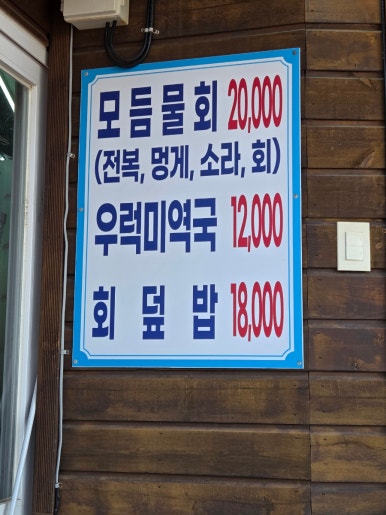 모듬물회 20,000
(전복, 멍게, 소라, 회)
우럭미역국 12,000
회덮밥 18,000